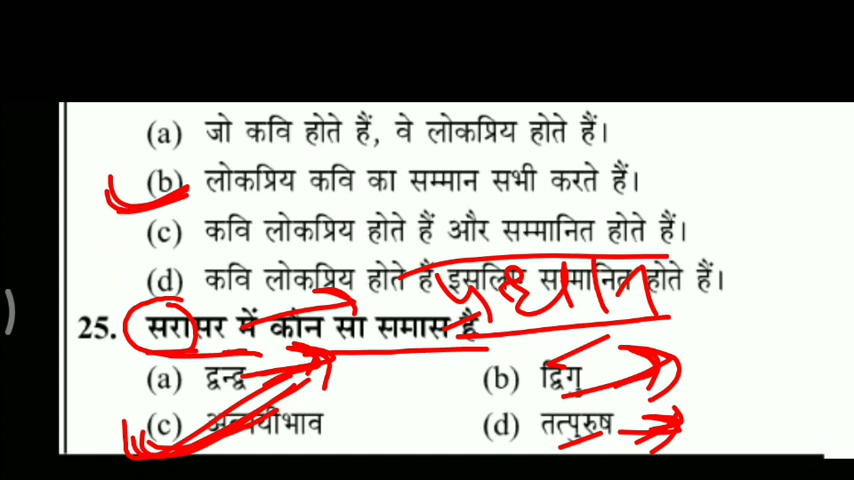 (a) जो कवि होते हैं, वे लोकप्रिय होते हैं।
(b) लोकप्रिय कवि का सम्मान सभी करते हैं।
(c) कवि लोकप्रिय होते हैं और सम्मानित होते हैं।
(d) कवि लोकप्रिय होते हैं इसलिए सम्मानित होते हैं।
प्रधान
25. सरासर में कौन सा समास है
(a) द्वन्द्व (b) द्विगु
(c) अव्ययीभाव (d) तत्पुरुष